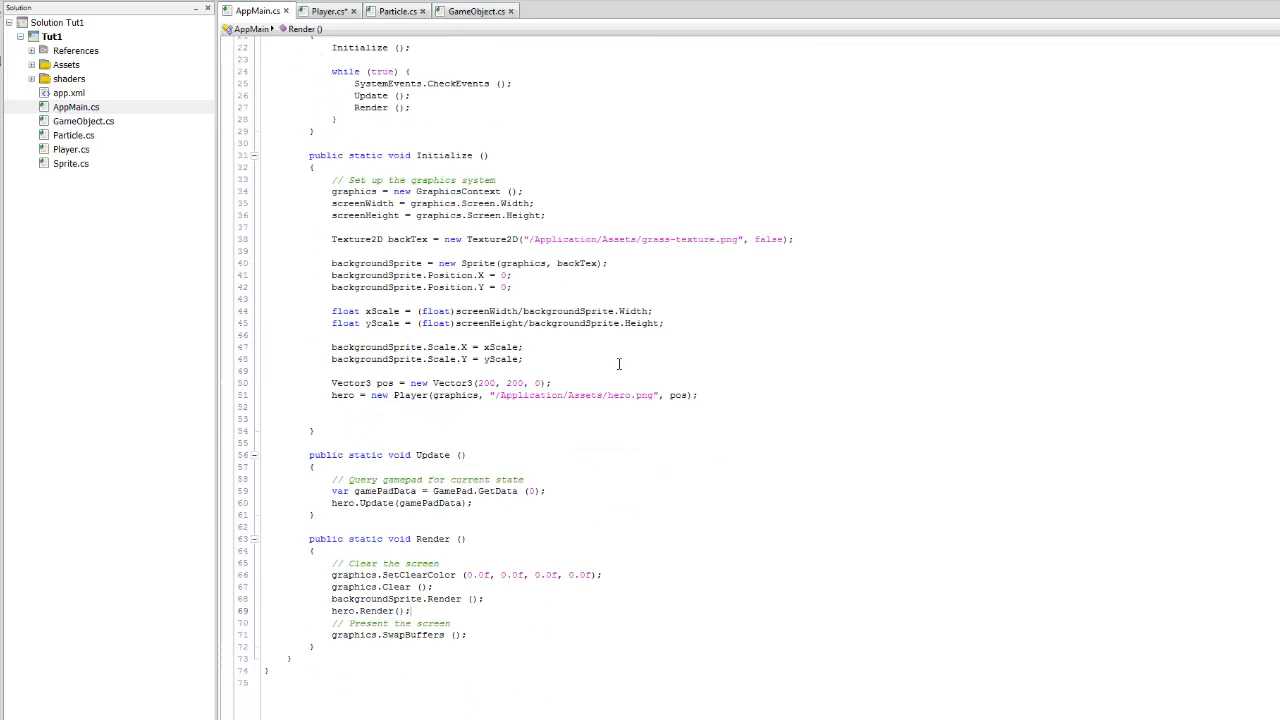 Solution
Solution Tut1
Tut1
References
Assets
shaders
app.xml
AppMain.cs
GameObject.cs
Particle.cs
Player.cs
Sprite.cs
AppMain.cs
Player.cs*
Particle.cs
GameObject.cs
AppMain
Render ()
22 Initialize ();
23
24 while (true) {
25 SystemEvents.CheckEvents ();
26 Update ();
27 Render ();
28 }
29 }
30
31 public static void Initialize ()
32 {
33 // Set up the graphics system
34 graphics = new GraphicsContext ();
35 screenWidth = graphics.Screen.Width;
36 screenHeight = graphics.Screen.Height;
37
38 Texture2D backTex = new Texture2D("/Application/Assets/grass-texture.png", false);
39
40 backgroundSprite = new Sprite(graphics, backTex);
41 backgroundSprite.Position.X = 0;
42 backgroundSprite.Position.Y = 0;
43
44 float xScale = (float)screenWidth/backgroundSprite.Width;
45 float yScale = (float)screenHeight/backgroundSprite.Height;
46
47 backgroundSprite.Scale.X = xScale;
48 backgroundSprite.Scale.Y = yScale;
49
50 Vector3 pos = new Vector3(200, 200, 0);
51 hero = new Player(graphics, "/Application/Assets/hero.png", pos);
52
53
54 }
55
56 public static void Update ()
57 {
58 // Query gamepad for current state
59 var gamePadData = GamePad.GetData (0);
60 hero.Update(gamePadData);
61 }
62
63 public static void Render ()
64 {
65 // Clear the screen
66 graphics.SetClearColor (0.0f, 0.0f, 0.0f, 0.0f);
67 graphics.Clear ();
68 backgroundSprite.Render ();
69 hero.Render();
70 // Present the screen
71 graphics.SwapBuffers ();
72 }
73 }
74 }
75